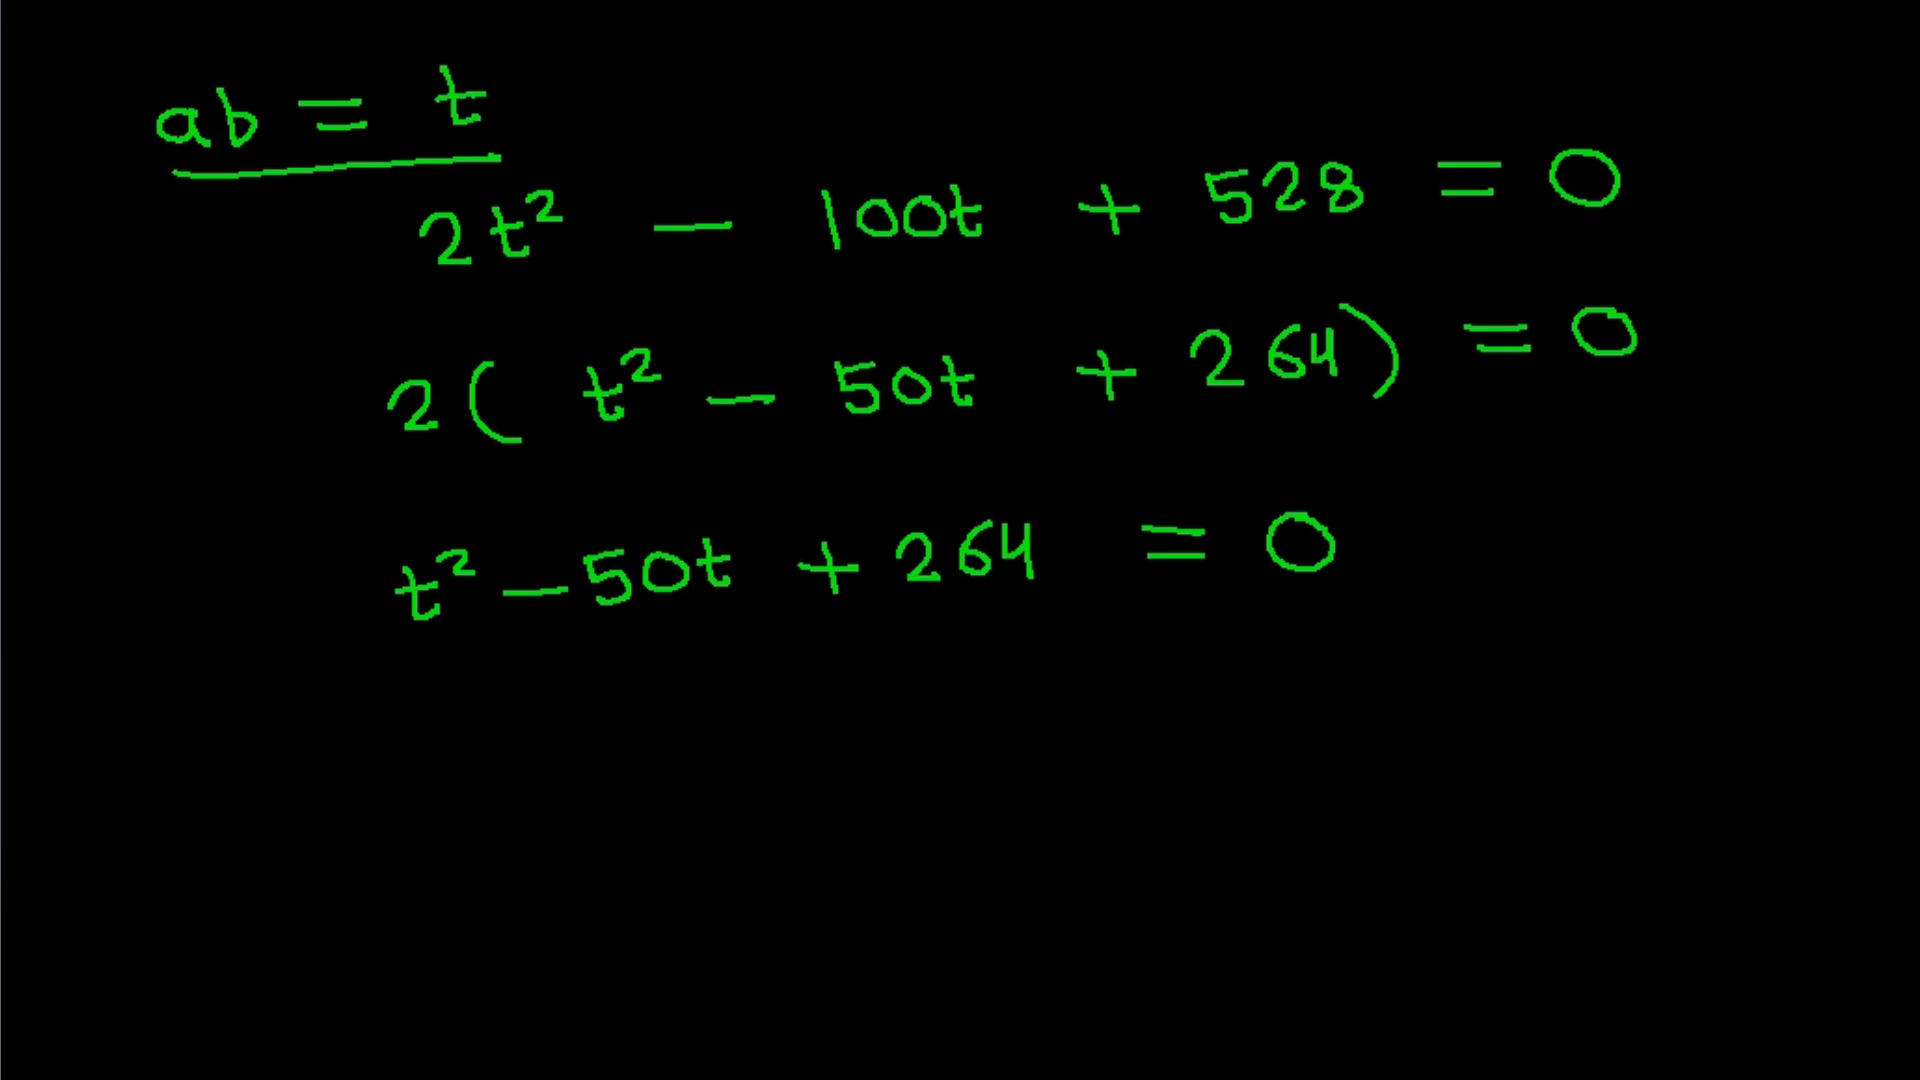 ab = t
2t² - 100t + 528 = 0
2( t² - 50t + 264) = 0
t² - 50t + 264 = 0